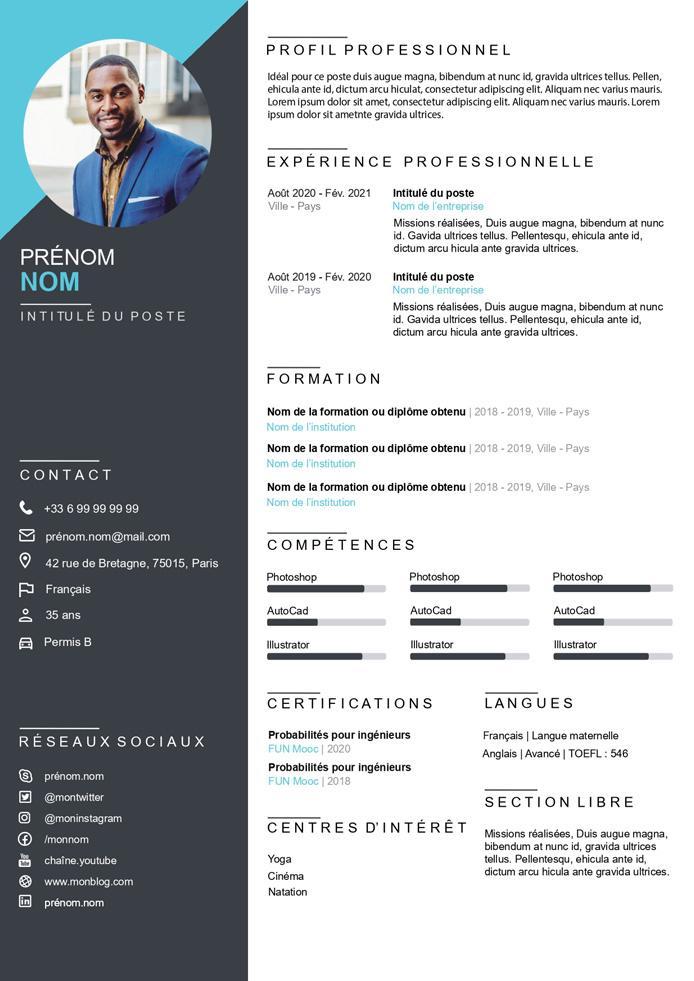 PRÉNOM
NOM
INTITULÉ DU POSTE
CONTACT
+33 6 99 99 99 99
prénom.nom@mail.com
42 rue de Bretagne, 75015, Paris
Français
35 ans
Permis B
RÉSEAUX SOCIAUX
prénom.nom
@montwitter
@moninstagram
/monnom
You Tube chaîne.youtube
www.monblog.com
in prénom.nom
PROFIL PROFESSIONNEL
Idéal pour ce poste duis augue magna, bibendum at nunc id, gravida ultrices tellus. Pellen,
ehicula ante id, dictum arcu hiculat, consectetur adipiscing elit. Aliquam nec varius mauris.
Lorem ipsum dolor sit amet, consectetur adipiscing elit. Aliquam nec varius mauris. Lorem
ipsum dolor sit ametnte gravida ultrices.
EXPÉRIENCE PROFESSIONNELLE
Août 2020 - Fév. 2021 Intitulé du poste
Ville - Pays Nom de l'entreprise
Missions réalisées, Duis augue magna, bibendum at nunc
id. Gavida ultrices tellus. Pellentesqu, ehicula ante id,
dictum arcu hicula ante gravida ultrices.
Août 2019 - Fév. 2020 Intitulé du poste
Ville - Pays Nom de l'entreprise
Missions réalisées, Duis augue magna, bibendum at nunc
id. Gavida ultrices tellus. Pellentesqu, ehicula ante id,
dictum arcu hicula ante gravida ultrices.
FORMATION
Nom de la formation ou diplôme obtenu | 2018 - 2019, Ville - Pays
Nom de l'institution
Nom de la formation ou diplôme obtenu | 2018 - 2019, Ville - Pays
Nom de l'institution
Nom de la formation ou diplôme obtenu | 2018 - 2019, Ville - Pays
Nom de l'institution
COMPÉTENCES
Photoshop Photoshop Photoshop
AutoCad AutoCad AutoCad
Illustrator Illustrator Illustrator
CERTIFICATIONS
Probabilités pour ingénieurs
FUN Mooc | 2020
Probabilités pour ingénieurs
FUN Mooc | 2018
CENTRES D'INTÉRÊT
Yoga
Cinéma
Natation
LANGUES
Français | Langue maternelle
Anglais | Avancé | TOEFL : 546
SECTION LIBRE
Missions réalisées, Duis augue magna,
bibendum at nunc id, gravida ultrices
tellus. Pellentesqu, ehicula ante id,
dictum arcu hicula ante gravida ultrices.